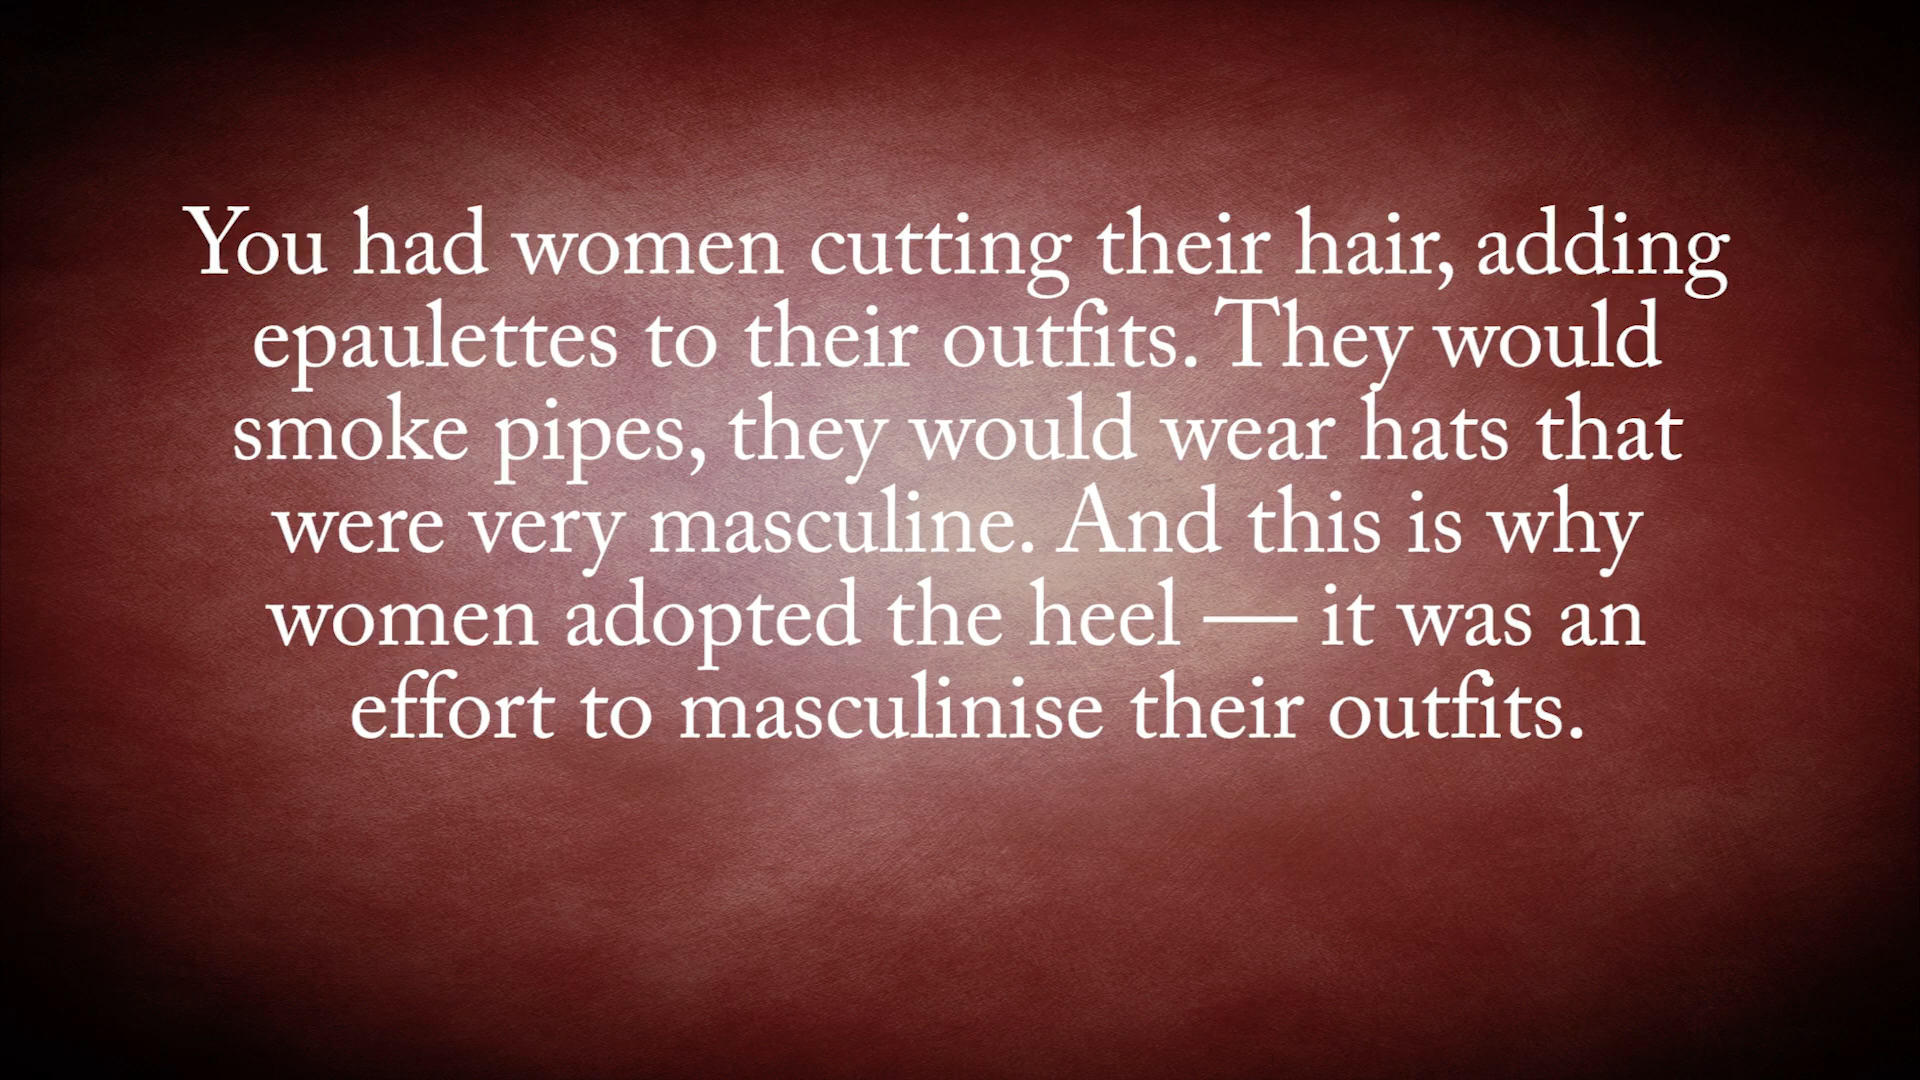 You had women cutting their hair, adding
epaulettes to their outfits. They would
smoke pipes, they would wear hats that
were very masculine. And this is why
women adopted the heel — it was an
effort to masculinise their outfits.